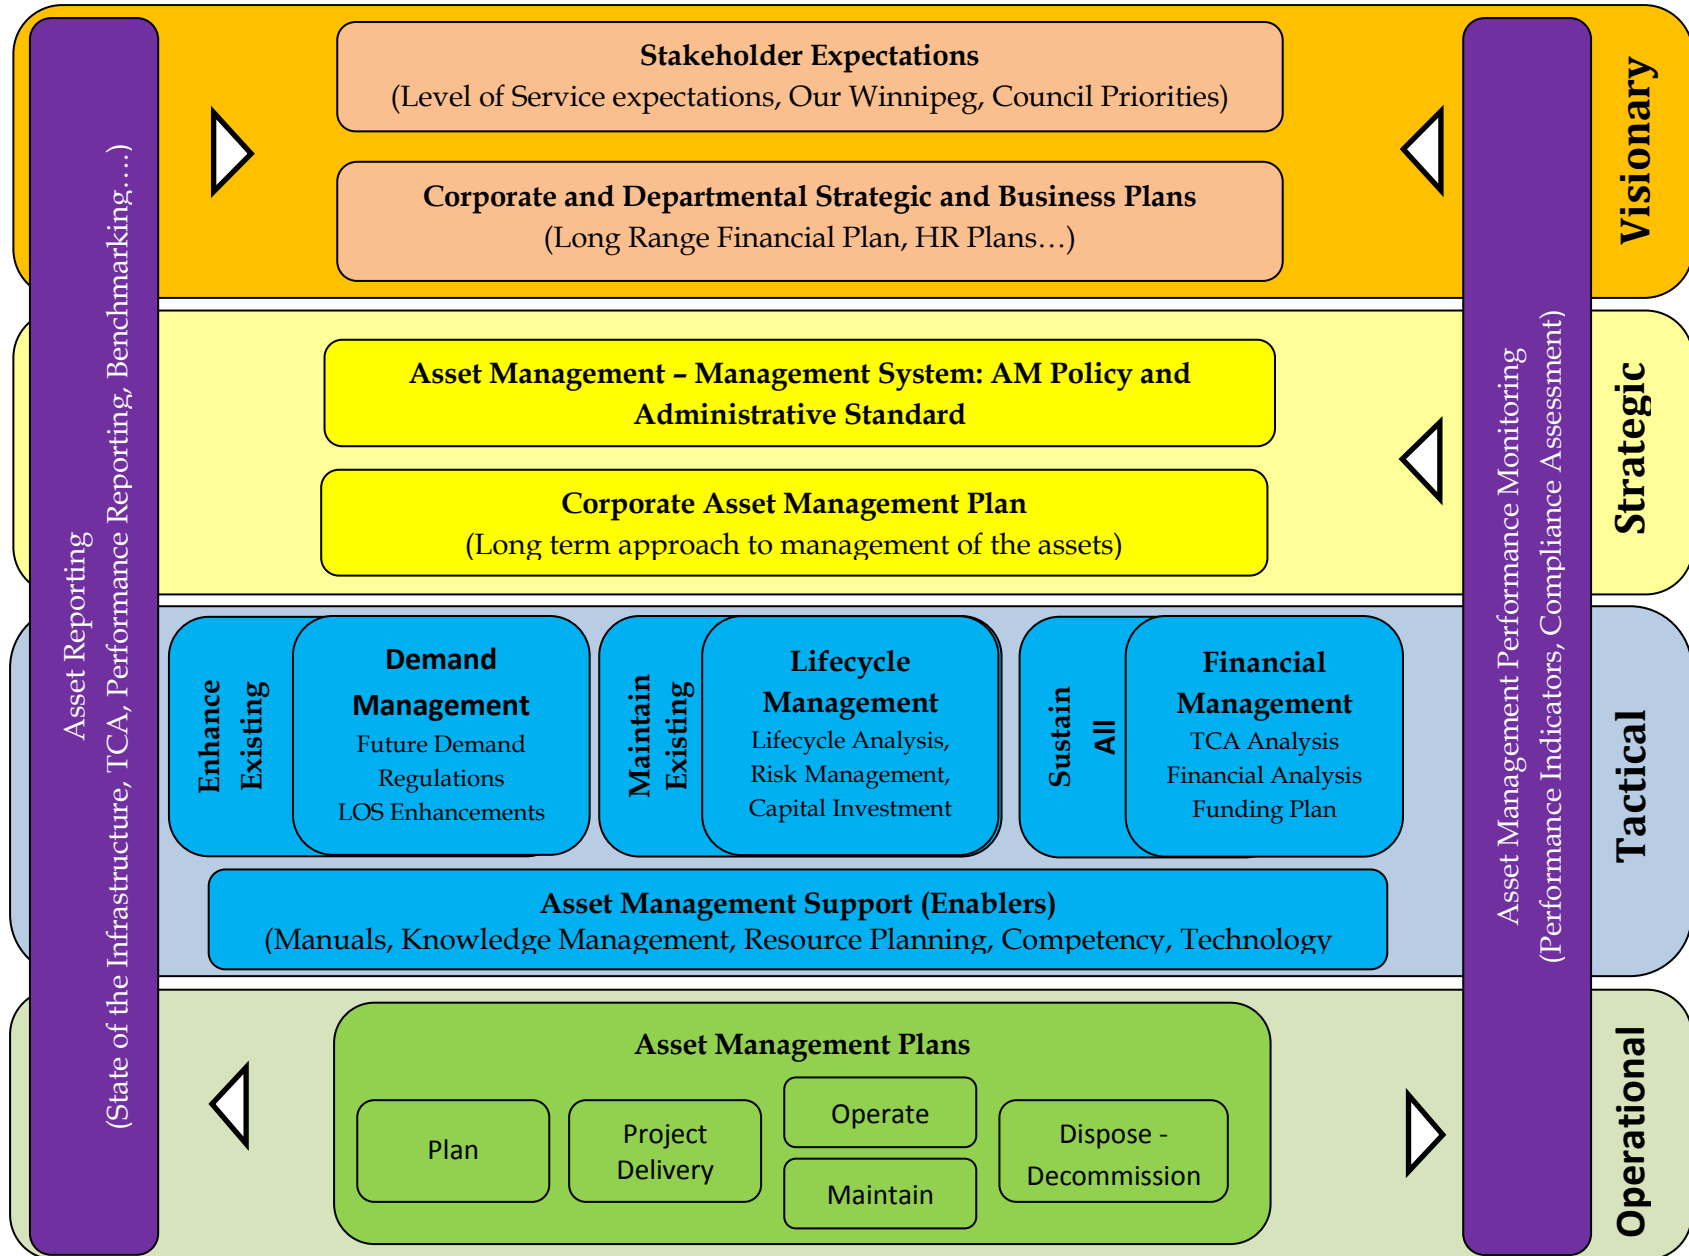 Asset Reporting
(State of the Infrastructure, TCA, Performance Reporting, Benchmarking….)
Stakeholder Expectations
(Level of Service expectations, Our Winnipeg, Council Priorities)
Corporate and Departmental Strategic and Business Plans
(Long Range Financial Plan, HR Plans…)
Visionary
Asset Management – Management System: AM Policy and
Administrative Standard
Corporate Asset Management Plan
(Long term approach to management of the assets)
Strategic
Enhance
Existing
Demand
Management
Future Demand
Regulations
LOS Enhancements
Maintain
Existing
Lifecycle
Management
Lifecycle Analysis,
Risk Management,
Capital Investment
Sustain
All
Financial
Management
TCA Analysis
Financial Analysis
Funding Plan
Asset Management Support (Enablers)
(Manuals, Knowledge Management, Resource Planning, Competency, Technology
Tactical
Asset Management Plans
Plan
Project
Delivery
Operate
Maintain
Dispose -
Decommission
Operational
Asset Management Performance Monitoring
(Performance Indicators, Compliance Assessment)